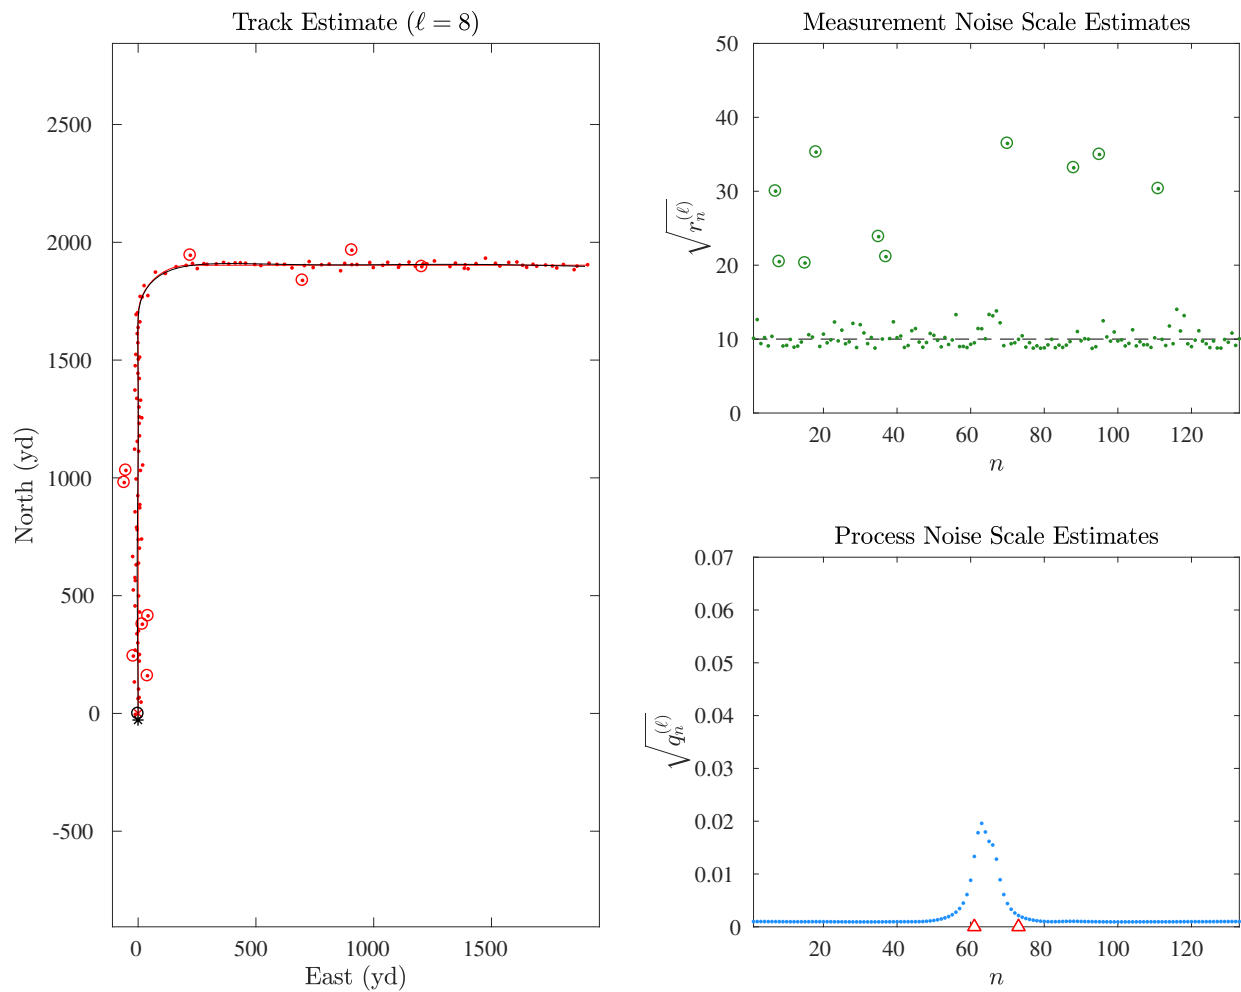 Track Estimate (ℓ = 8)
2500
2000
1500
1000
500
0
-500
0 500 1000 1500
East (yd)
North (yd)
Measurement Noise Scale Estimates
50
40
30
20
10
0
20 40 60 80 100 120
n
√r_n^(ℓ)
Process Noise Scale Estimates
0.07
0.06
0.05
0.04
0.03
0.02
0.01
0
20 40 60 80 100 120
n
√q_n^(ℓ)